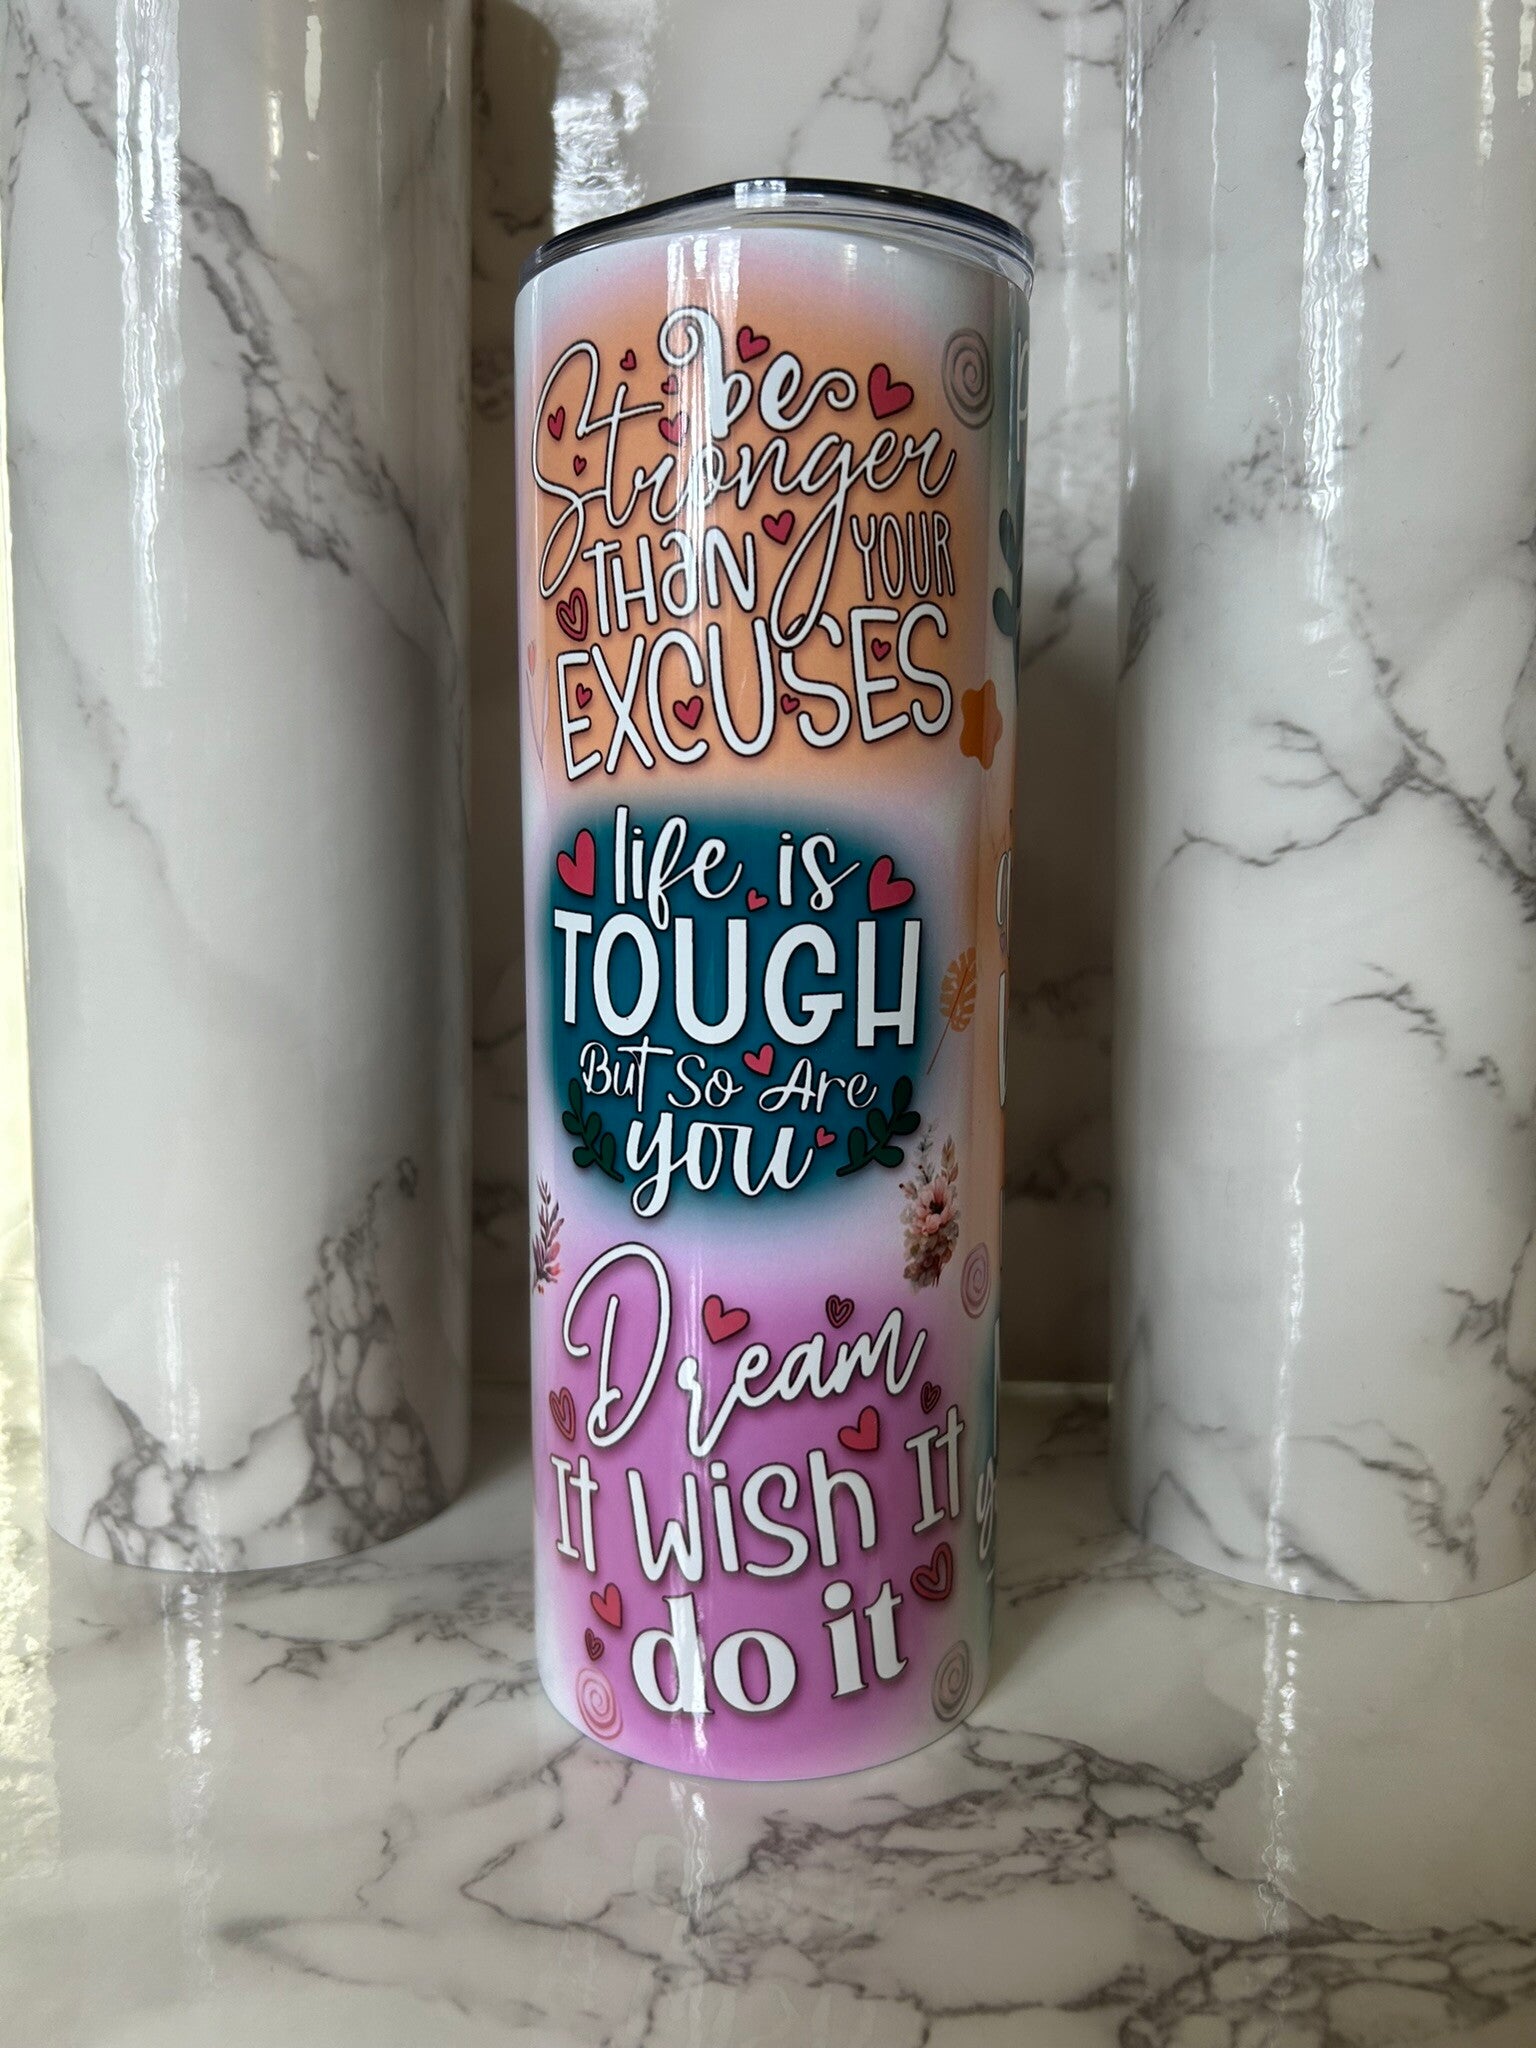 be
Stronger
THAN YOUR
EXCUSES
life is
TOUGH
But So Are
you
Dream
It Wish It
do it